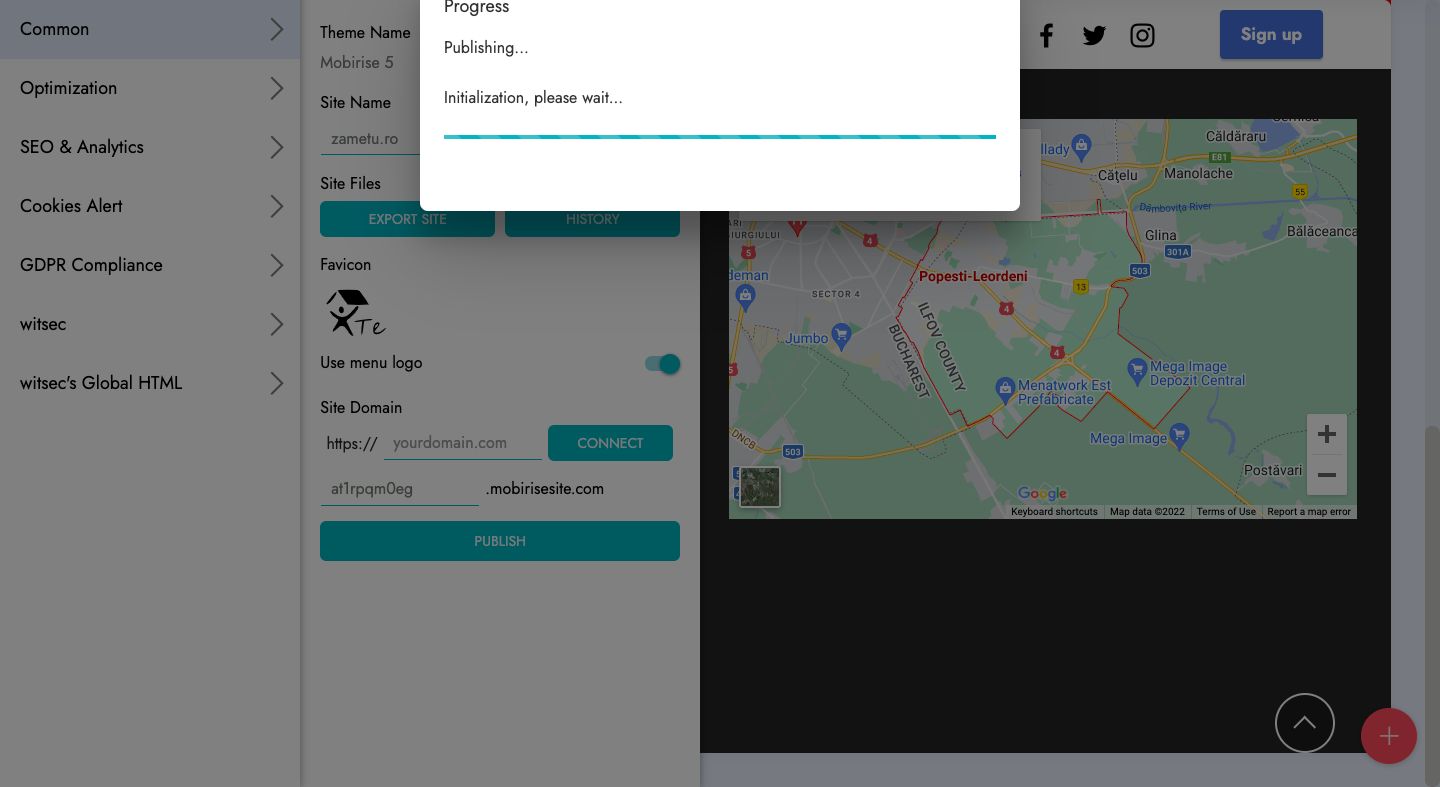 Common
Optimization
SEO & Analytics
Cookies Alert
GDPR Compliance
witsec
witsec's Global HTML
Theme Name
Mobirise 5
Site Name
zametu.ro
Site Files
EXPORT SITE
HISTORY
Favicon
Te
Use menu logo
Site Domain
https://
yourdomain.com
CONNECT
at1rpqm0eg
.mobirisesite.com
PUBLISH
Progress
Publishing...
Initialization, please wait...
Sign up
Căldăraru
E81
Cățelu
Manolache
55
Dâmbovița River
Glina
Bălăceanca
301A
503
4
5
Popesti-Leordeni
13
SECTOR 4
4
ILFOV COUNTY
BUCHAREST
Jumbo
4
Mega Image
Depozit Central
Menatwork Est
Prefabricate
DNCB
503
Mega Image
Postăvari
Google
Keyboard shortcuts
Map data ©2022
Terms of Use
Report a map error